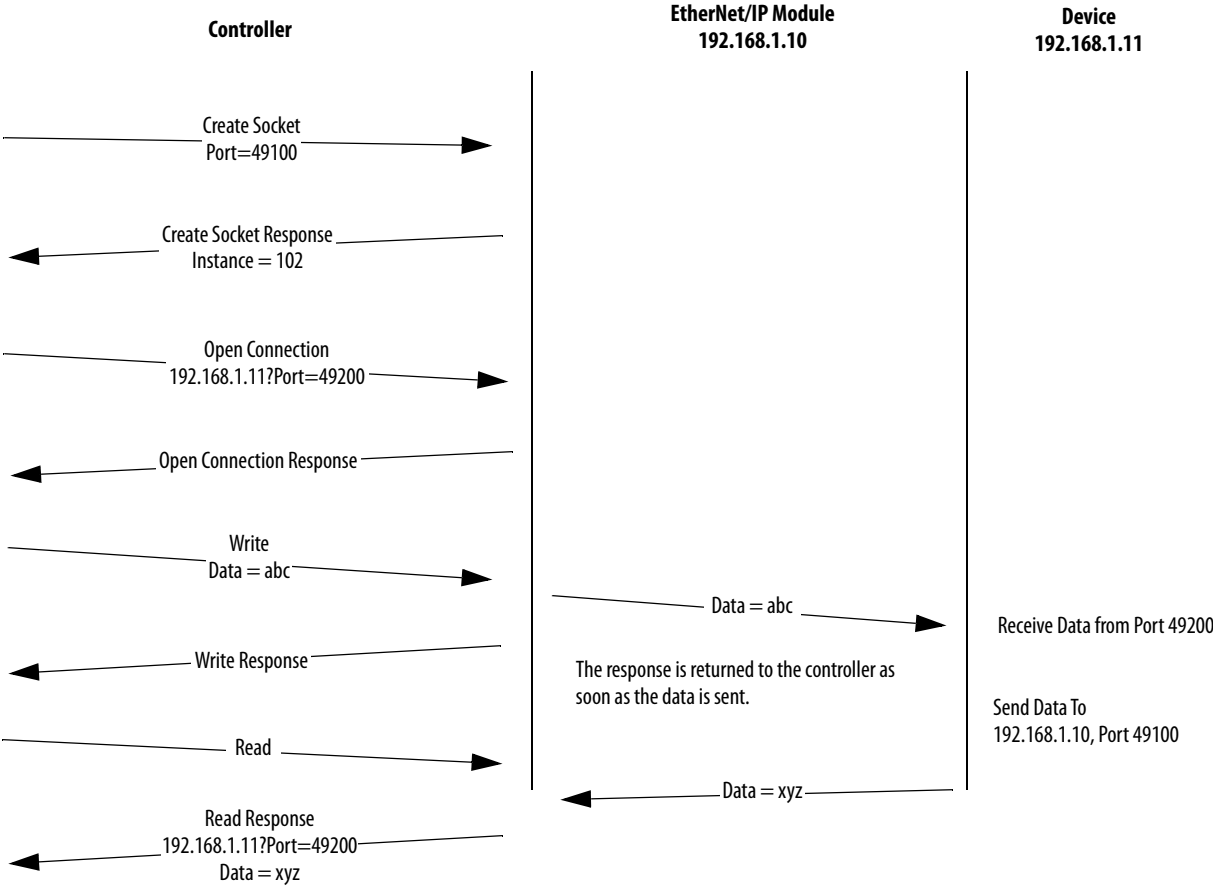 Controller
EtherNet/IP Module
192.168.1.10
Device
192.168.1.11
Create Socket
Port=49100
Create Socket Response
Instance = 102
Open Connection
192.168.1.11?Port=49200
Open Connection Response
Write
Data = abc
Data = abc
Receive Data from Port 49200
Write Response
The response is returned to the controller as
soon as the data is sent.
Send Data To
192.168.1.10, Port 49100
Read
Data = xyz
Read Response
192.168.1.11?Port=49200
Data = xyz